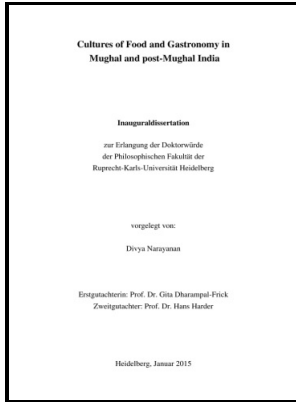 Cultures of Food and Gastronomy in
Mughal and post-Mughal India
Inauguraldissertation
zur Erlangung der Doktorwürde
der Philosophischen Fakultät der
Ruprecht-Karls-Universität Heidelberg
vorgelegt von:
Divya Narayanan
Erstgutachterin: Prof. Dr. Gita Dharampal-Frick
Zweitgutachter: Prof. Dr. Hans Harder
Heidelberg, Januar 2015